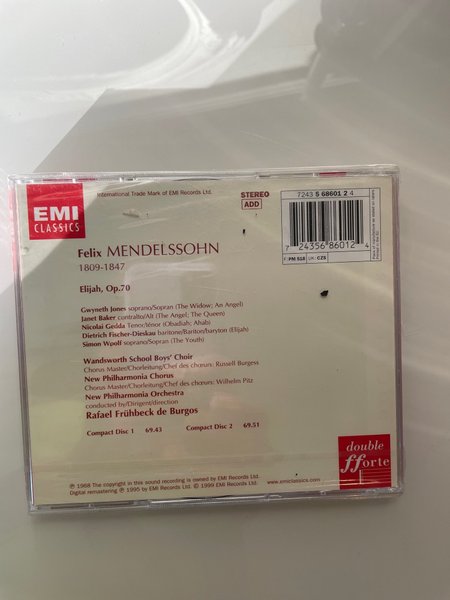 International Trade Mark of EMI Records Ltd.
STEREO
ADD
7243 5 68601 2 4
7 24356 86012 4
EMI
CLASSICS
Felix MENDELSSOHN
1809-1847
Elijah, Op.70
Gwyneth Jones soprano/Sopran (The Widow; An Angel)
Janet Baker contralto/Alt (The Angel; The Queen)
Nicolai Gedda Tenor/ténor (Obadiah; Ahab)
Dietrich Fischer-Dieskau baritone/Bariton/baryton (Elijah)
Simon Wpolf soprano/Sopran (The Youth)
Wandsworth School Boys' Choir
Chorus Master/Chorleitung/Chef des chœurs: Russell Burgess
New Philharmonia Chorus
Chorus Master/Chorleitung/Chef des chœurs: Wilhelm Pitz
New Philharmonia Orchestra
conducted by/Dirigent/direction
Rafael Frühbeck de Burgos
Compact Disc 1 69.43 Compact Disc 2 69.51
double
fforte
℗ 1968 The copyright in this sound recording is owned by EMI Records Ltd.
Digital remastering ℗ 1995 by EMI Records Ltd. © 1999 EMI Records Ltd.
www.emiclassics.com